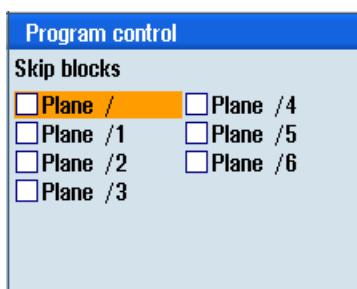 Program control
Skip blocks
Plane / Plane /4
Plane /1 Plane /5
Plane /2 Plane /6
Plane /3